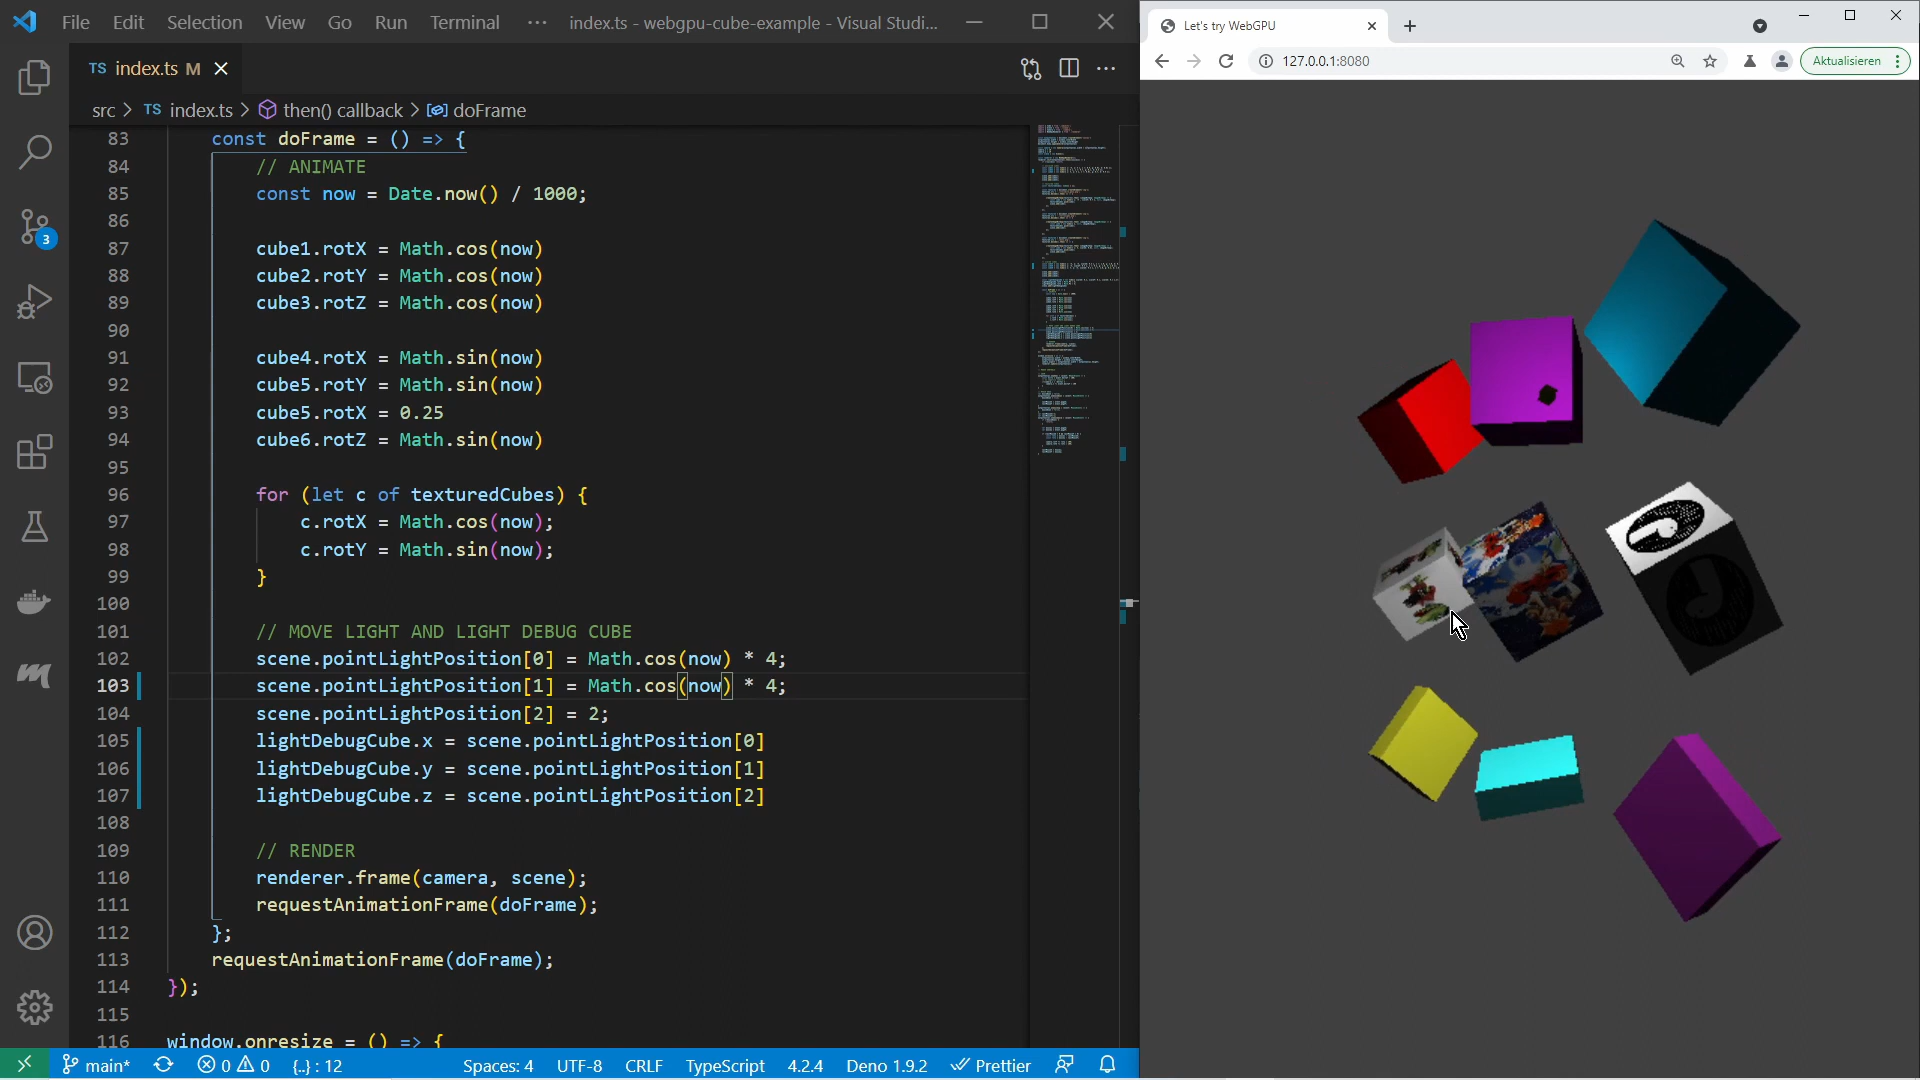 File Edit Selection View Go Run Terminal ··· index.ts - webgpu-cube-example - Visual Studi...
TS index.ts M
src > TS index.ts > then() callback > doFrame
83 const doFrame = () => {
84 // ANIMATE
85 const now = Date.now() / 1000;
86
87 cube1.rotX = Math.cos(now)
88 cube2.rotY = Math.cos(now)
89 cube3.rotZ = Math.cos(now)
90
91 cube4.rotX = Math.sin(now)
92 cube5.rotY = Math.sin(now)
93 cube5.rotX = 0.25
94 cube6.rotZ = Math.sin(now)
95
96 for (let c of texturedCubes) {
97 c.rotX = Math.cos(now);
98 c.rotY = Math.sin(now);
99 }
100
101 // MOVE LIGHT AND LIGHT DEBUG CUBE
102 scene.pointLightPosition[0] = Math.cos(now) * 4;
103 scene.pointLightPosition[1] = Math.cos(now) * 4;
104 scene.pointLightPosition[2] = 2;
105 lightDebugCube.x = scene.pointLightPosition[0]
106 lightDebugCube.y = scene.pointLightPosition[1]
107 lightDebugCube.z = scene.pointLightPosition[2]
108
109 // RENDER
110 renderer.frame(camera, scene);
111 requestAnimationFrame(doFrame);
112 };
113 requestAnimationFrame(doFrame);
114 });
115
116 window.onresize = () => {
3
main* 0 0 {..} : 12 Spaces: 4 UTF-8 CRLF TypeScript 4.2.4 Deno 1.9.2 Prettier
Let's try WebGPU
127.0.0.1:8080 Aktualisieren